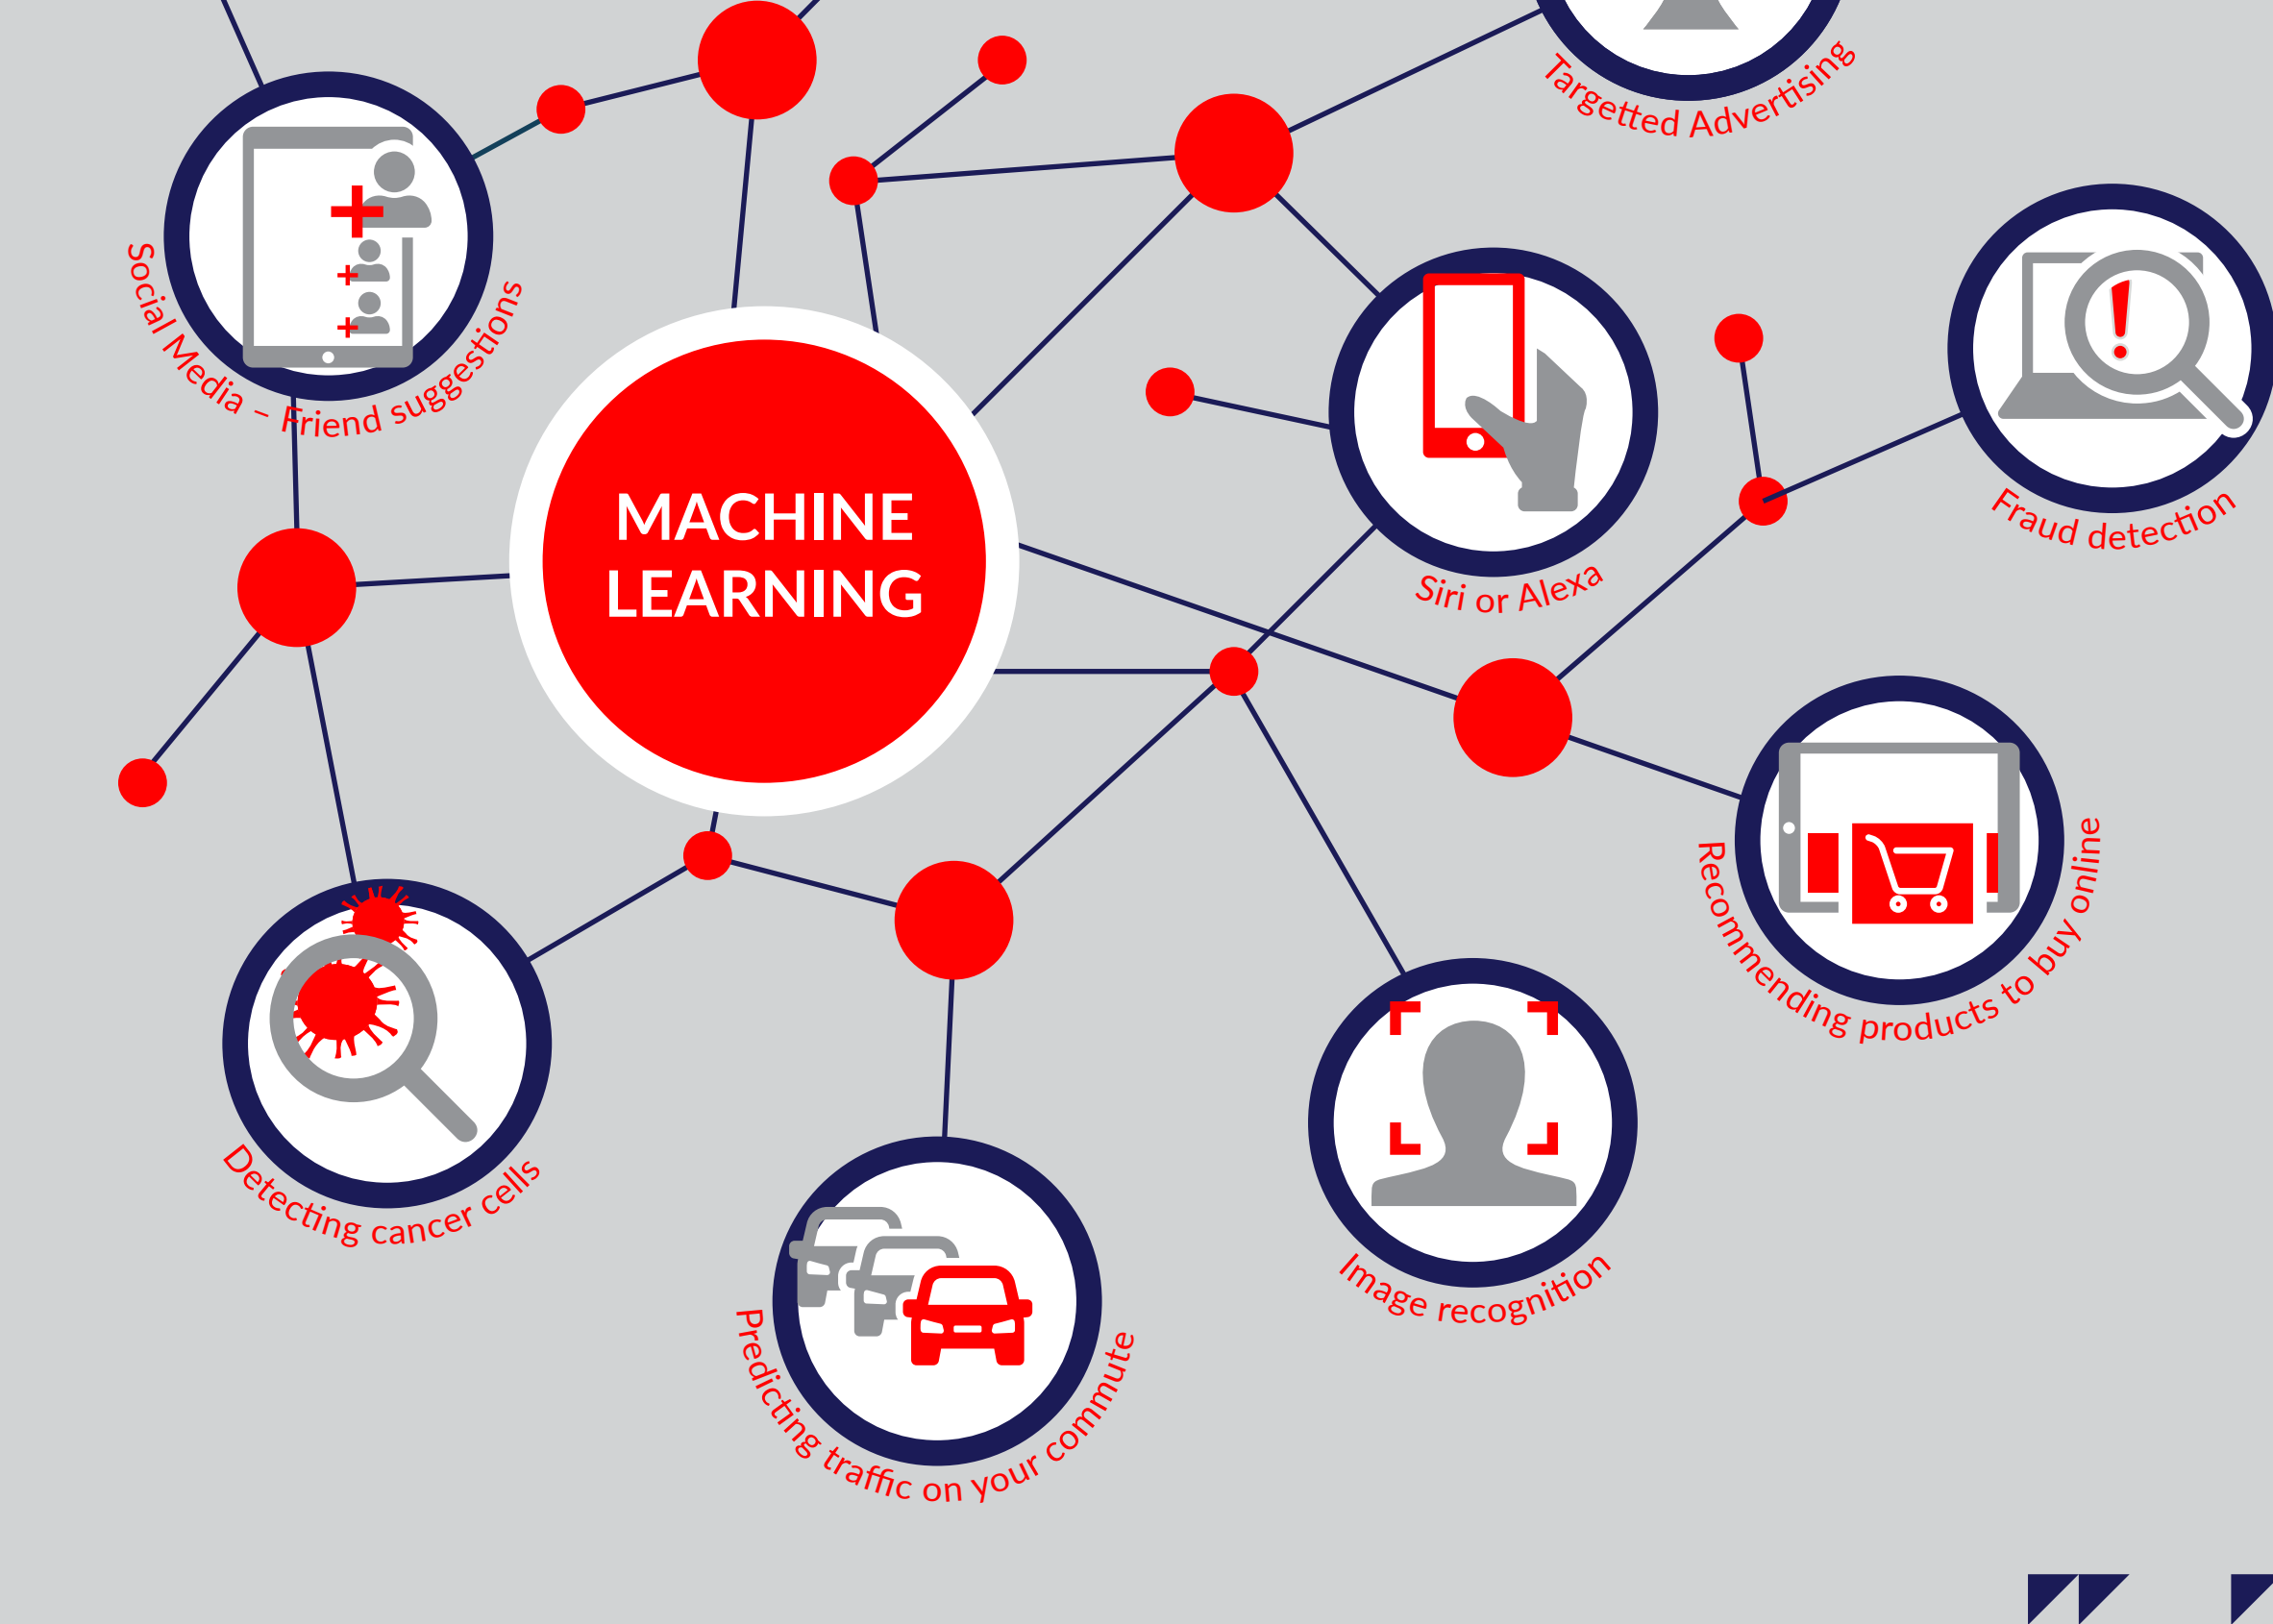 Targetted Advertising
Social Media - Friend suggestions
Fraud detection
MACHINE
LEARNING
Siri or Alexa
Recommending products to buy online
Detecting cancer cells
Image recognition
Predicting traffic on your commute